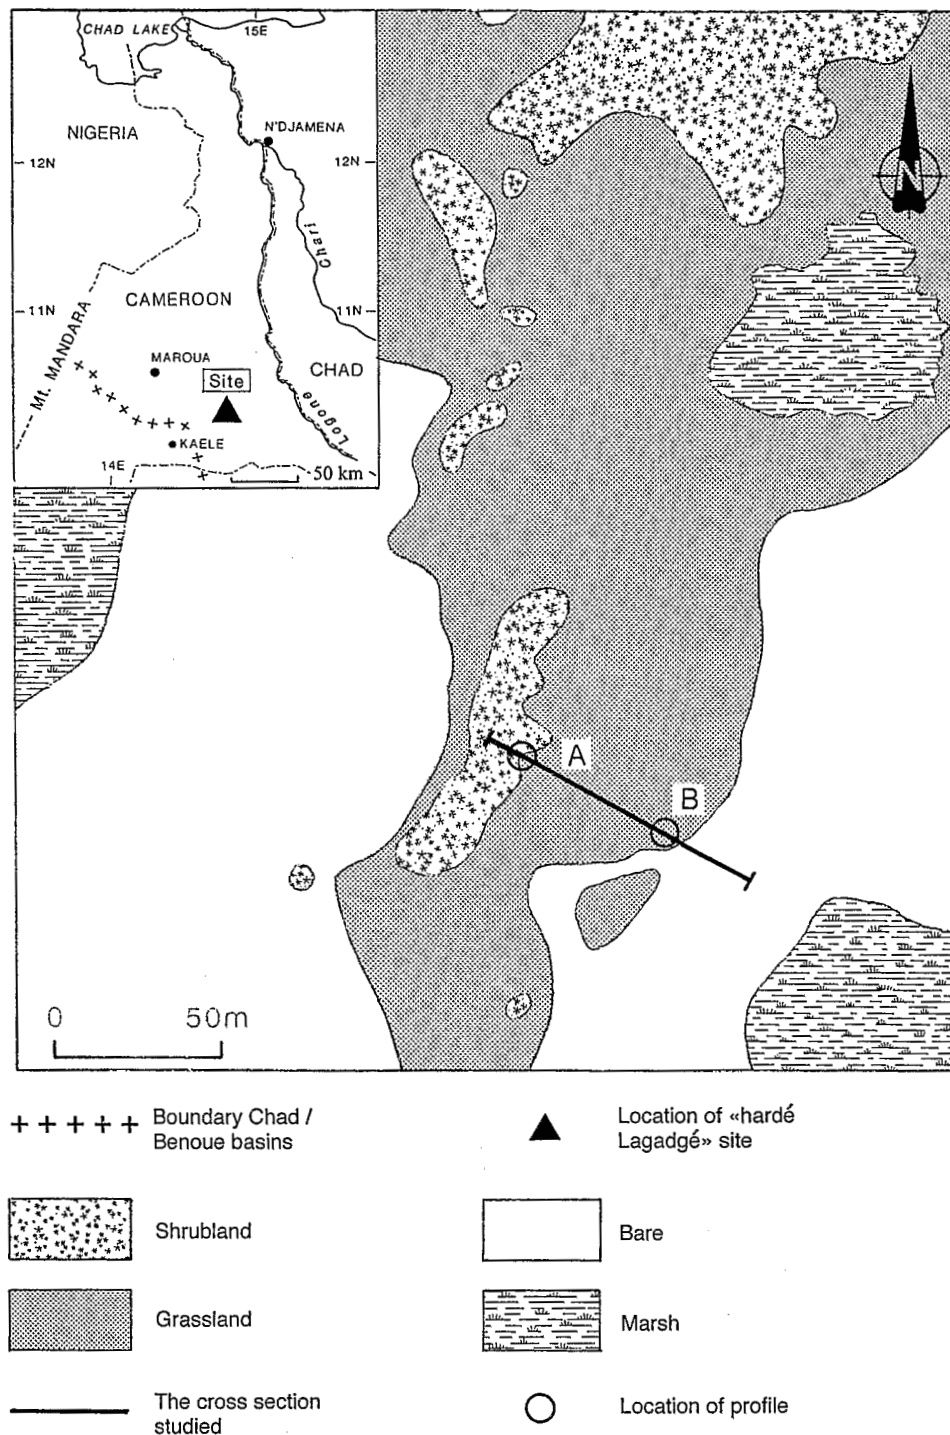 CHAD LAKE
15E
NIGERIA
N'DJAMENA
12N
12N
Chari
11N
11N
CAMEROON
Mt. MANDARA
MAROUA
CHAD
Site
Logone
KAELE
14E
50 km
N
A
B
0 50m
Boundary Chad /
Benoue basins
Location of «hardé
Lagadgé» site
Shrubland
Bare
Grassland
Marsh
The cross section
studied
Location of profile